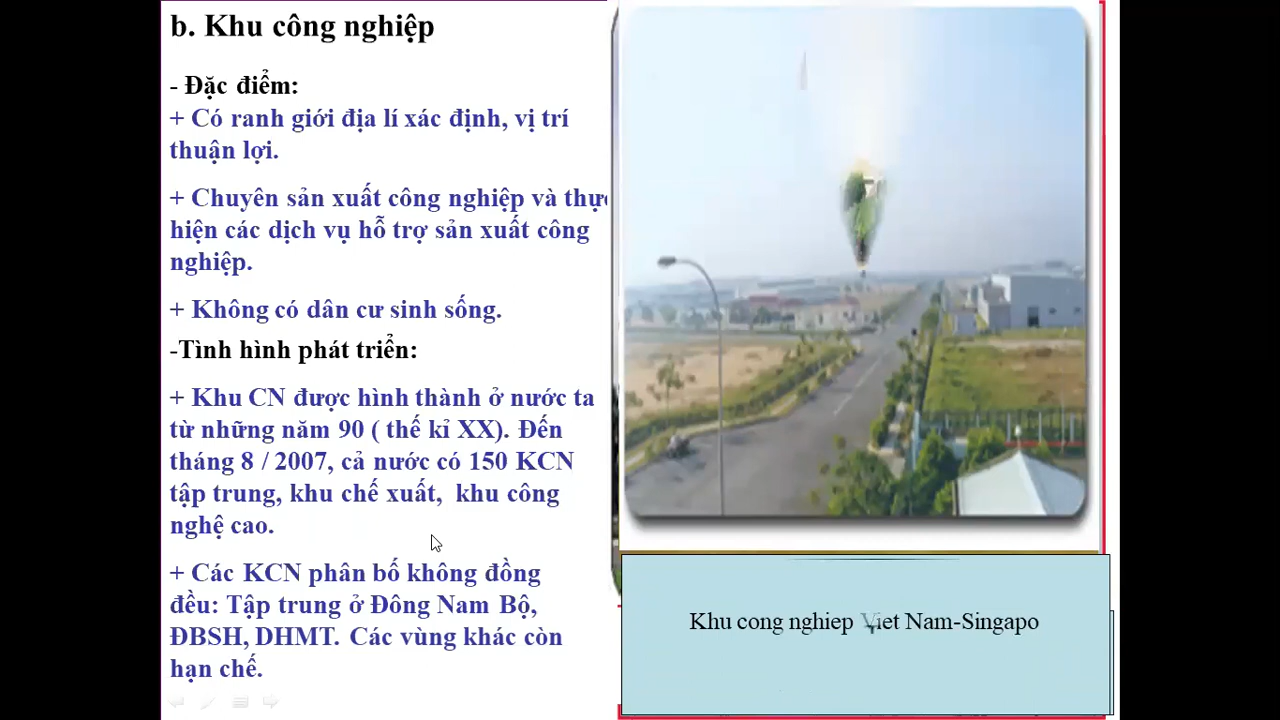 b. Khu công nghiệp
- Đặc điểm:
+ Có ranh giới địa lí xác định, vị trí
thuận lợi.
+ Chuyên sản xuất công nghiệp và thực
hiện các dịch vụ hỗ trợ sản xuất công
nghiệp.
+ Không có dân cư sinh sống.
-Tình hình phát triển:
+ Khu CN được hình thành ở nước ta
từ những năm 90 ( thế kỉ XX). Đến
tháng 8 / 2007, cả nước có 150 KCN
tập trung, khu chế xuất, khu công
nghệ cao.
+ Các KCN phân bố không đồng
đều: Tập trung ở Đông Nam Bộ,
ĐBSH, DHMT. Các vùng khác còn
hạn chế.
Khu cong nghiep Viet Nam-Singapo